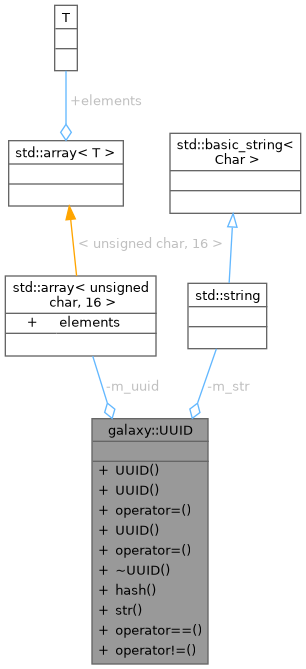 T
+elements
std::array< T >
std::basic_string<
Char >
< unsigned char, 16 >
std::array< unsigned
char, 16 >
+ elements
std::string
-m_uuid
-m_str
galaxy::UUID
+ UUID()
+ UUID()
+ operator=()
+ UUID()
+ operator=()
+ ~UUID()
+ hash()
+ str()
+ operator==()
+ operator!=()